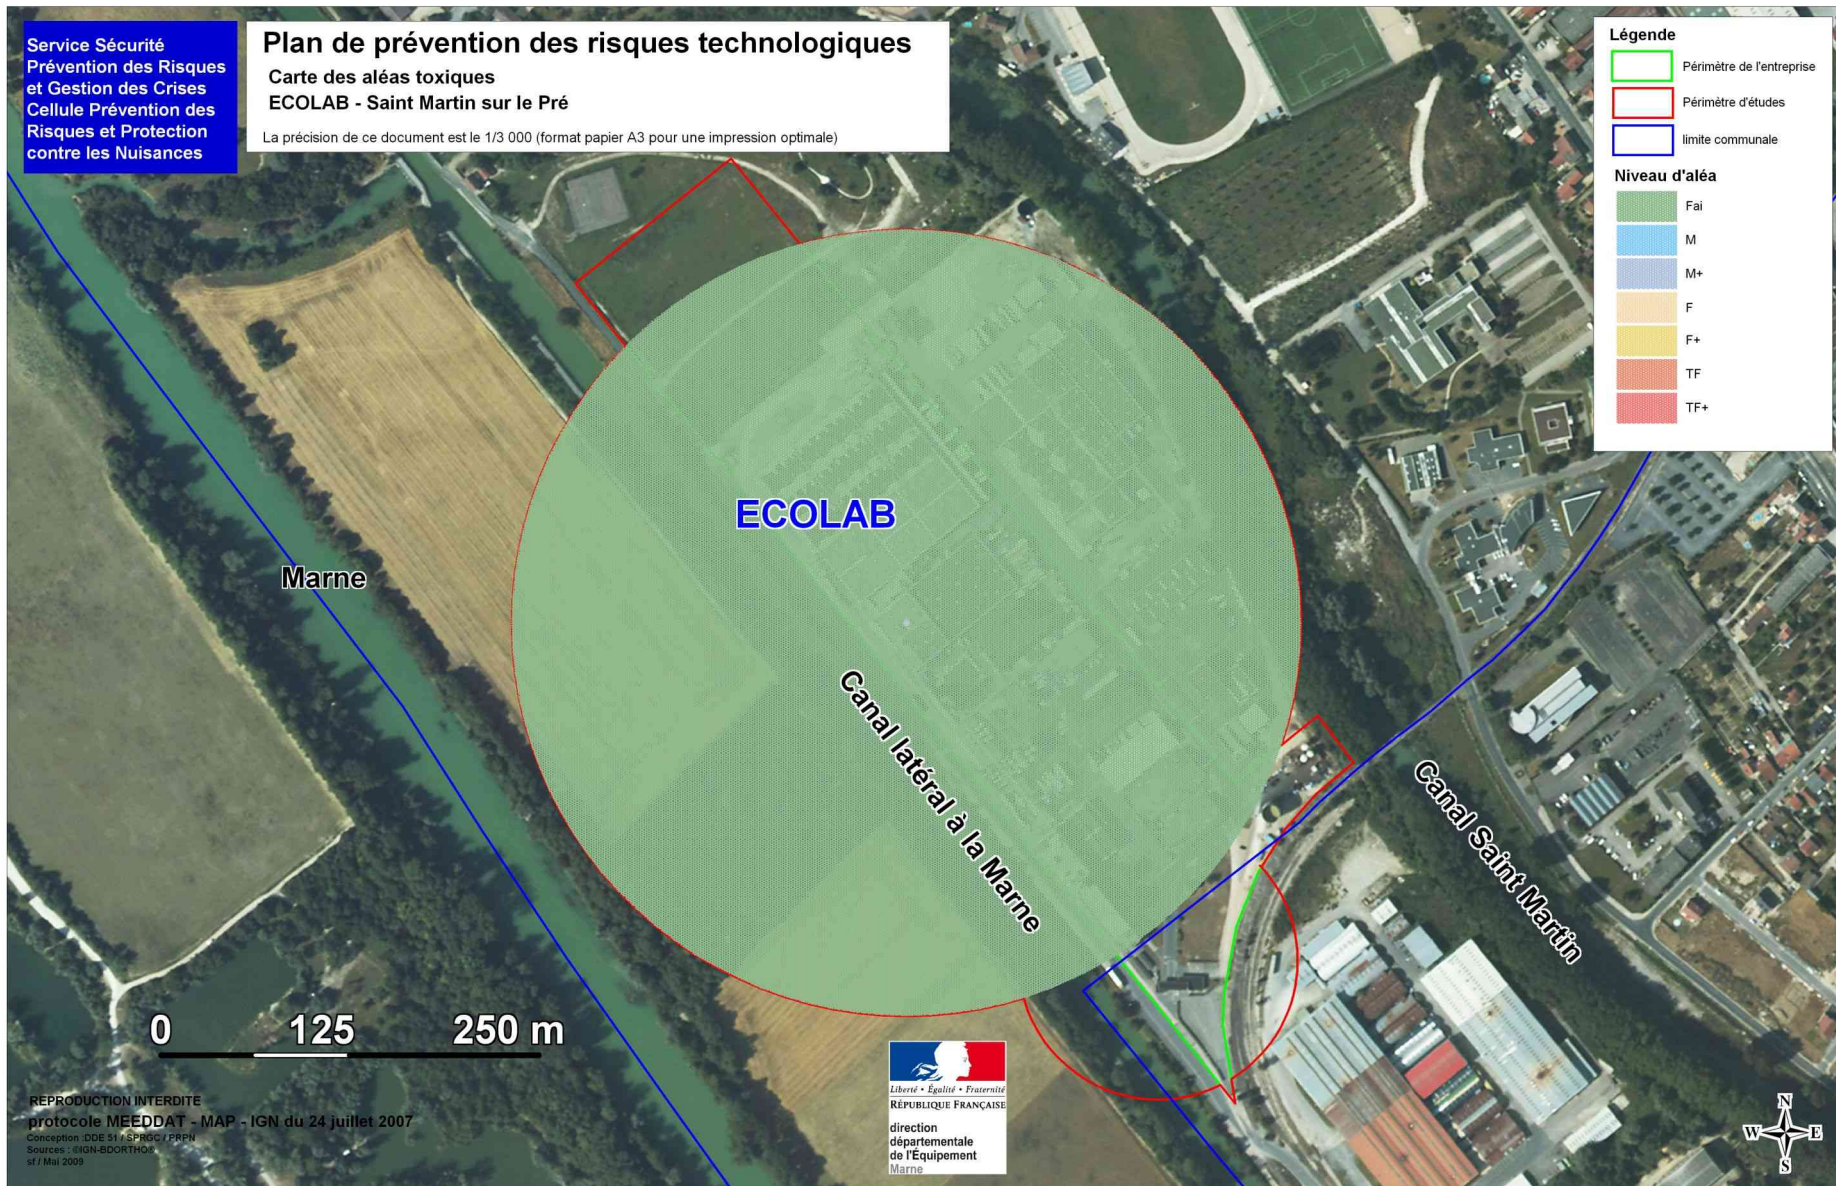 Service Sécurité
Prévention des Risques
et Gestion des Crises
Cellule Prévention des
Risques et Protection
contre les Nuisances
Plan de prévention des risques technologiques
Carte des aléas toxiques
ECOLAB - Saint Martin sur le Pré
La précision de ce document est le 1/3 000 (format papier A3 pour une impression optimale)
Légende
Périmètre de l'entreprise
Périmètre d'études
limite communale
Niveau d'aléa
Fai
M
M+
F
F+
TF
TF+
ECOLAB
Marne
Canal latéral à la Marne
Canal Saint Martin
0 125 250 m
REPRODUCTION INTERDITE
protocole MEEDDAT - MAP - IGN du 24 juillet 2007
Conception :DDE 51 / SPRGC / PRPN
Sources : ©IGN-BDORTHO®
sf / Mai 2009
Liberté • Égalité • Fraternité
RÉPUBLIQUE FRANÇAISE
direction
départementale
de l'Équipement
Marne
N
W E
S